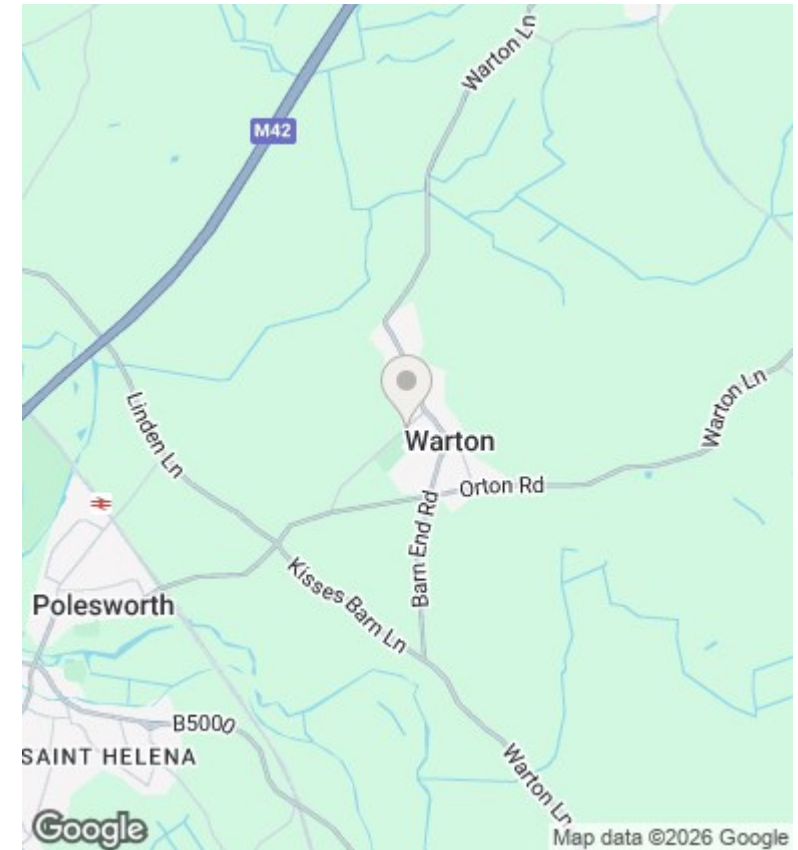 Warton Ln
M42
Linden Ln
Warton
Warton Ln
Orton Rd
Barn End Rd
Kisses Barn Ln
Polesworth
B5000
SAINT HELENA
Warton Ln
Google
Map data ©2026 Google